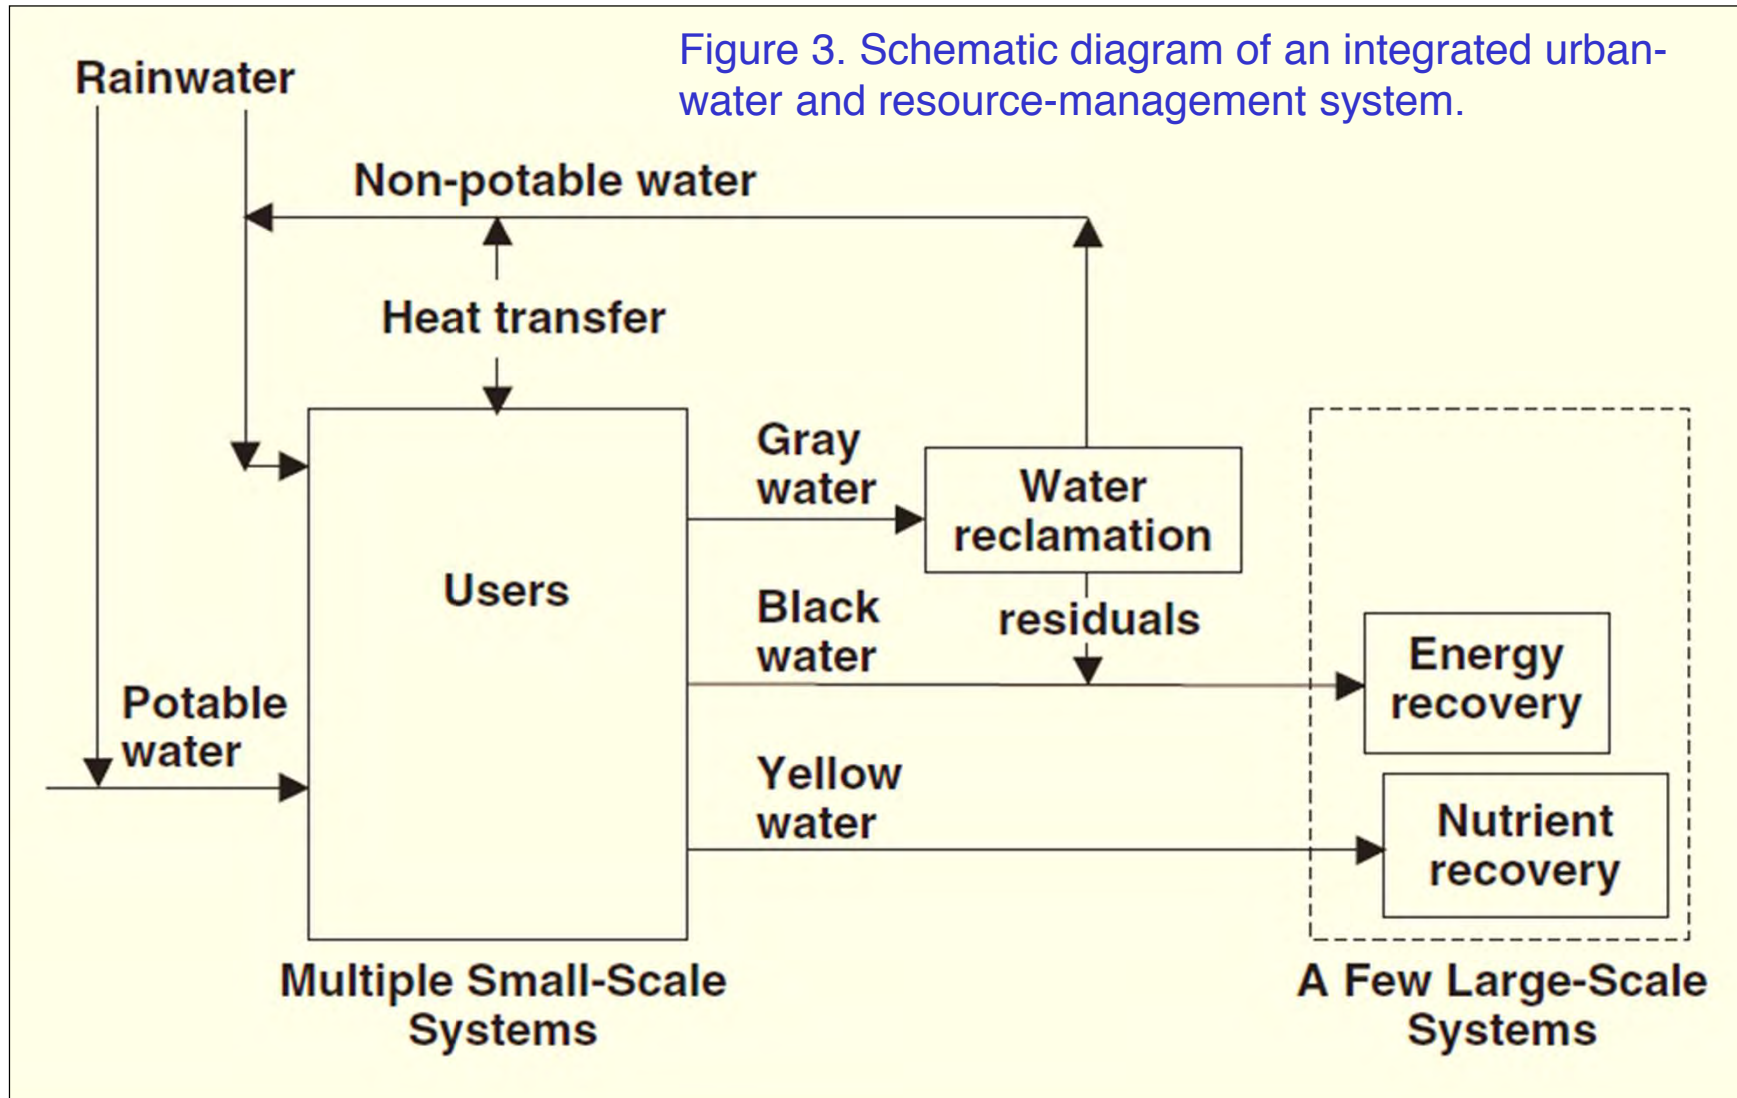 Figure 3. Schematic diagram of an integrated urban-
water and resource-management system.
Rainwater
Non-potable water
Heat transfer
Gray
water
Water
reclamation
Users
Black
water
residuals
Energy
recovery
Potable
water
Yellow
water
Nutrient
recovery
Multiple Small-Scale
Systems
A Few Large-Scale
Systems